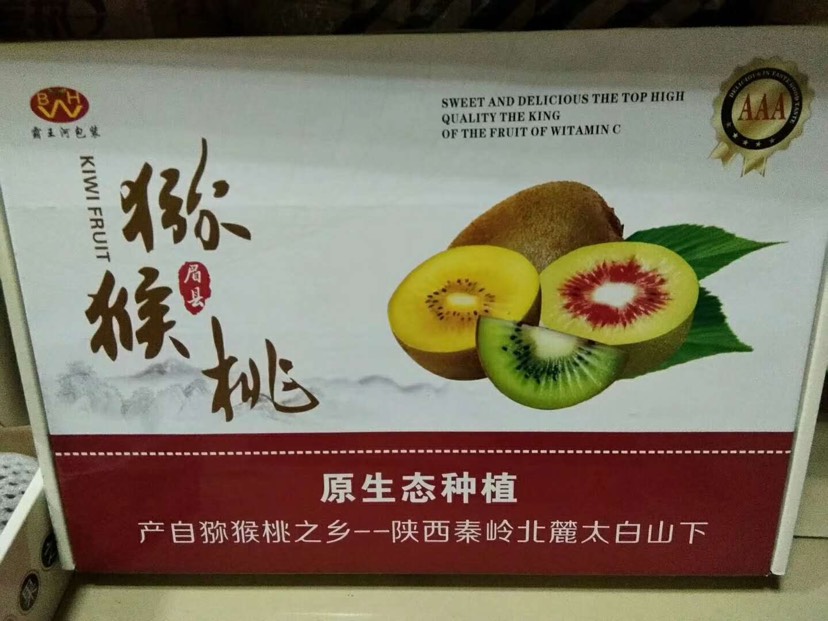 BWH
霸王河包装
KIWI FRUIT
猕
猴
桃
眉县
SWEET AND DELICIOUS THE TOP HIGH
QUALITY THE KING
OF THE FRUIT OF WITAMIN C
AAA
原生态种植
产自猕猴桃之乡--陕西秦岭北麓太白山下